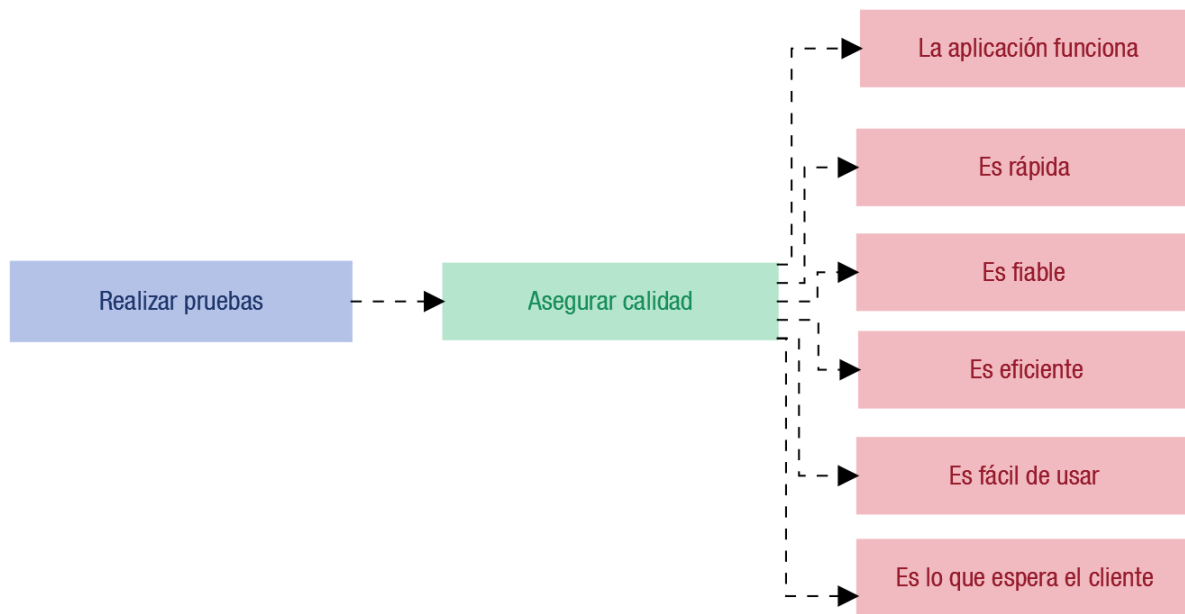 Realizar pruebas
Asegurar calidad
La aplicación funciona
Es rápida
Es fiable
Es eficiente
Es fácil de usar
Es lo que espera el cliente